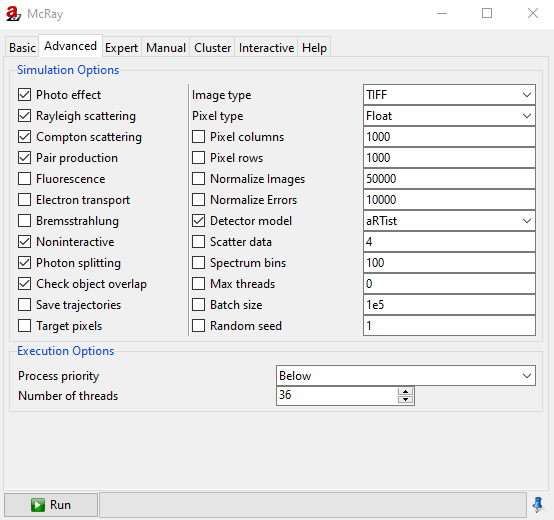 McRay
Basic Advanced Expert Manual Cluster Interactive Help
Simulation Options
Photo effect Image type TIFF
Rayleigh scattering Pixel type Float
Compton scattering Pixel columns 1000
Pair production Pixel rows 1000
Fluorescence Normalize Images 50000
Electron transport Normalize Errors 10000
Bremsstrahlung Detector model aRTist
Noninteractive Scatter data 4
Photon splitting Spectrum bins 100
Check object overlap Max threads 0
Save trajectories Batch size 1e5
Target pixels Random seed 1
Execution Options
Process priority Below
Number of threads 36
Run